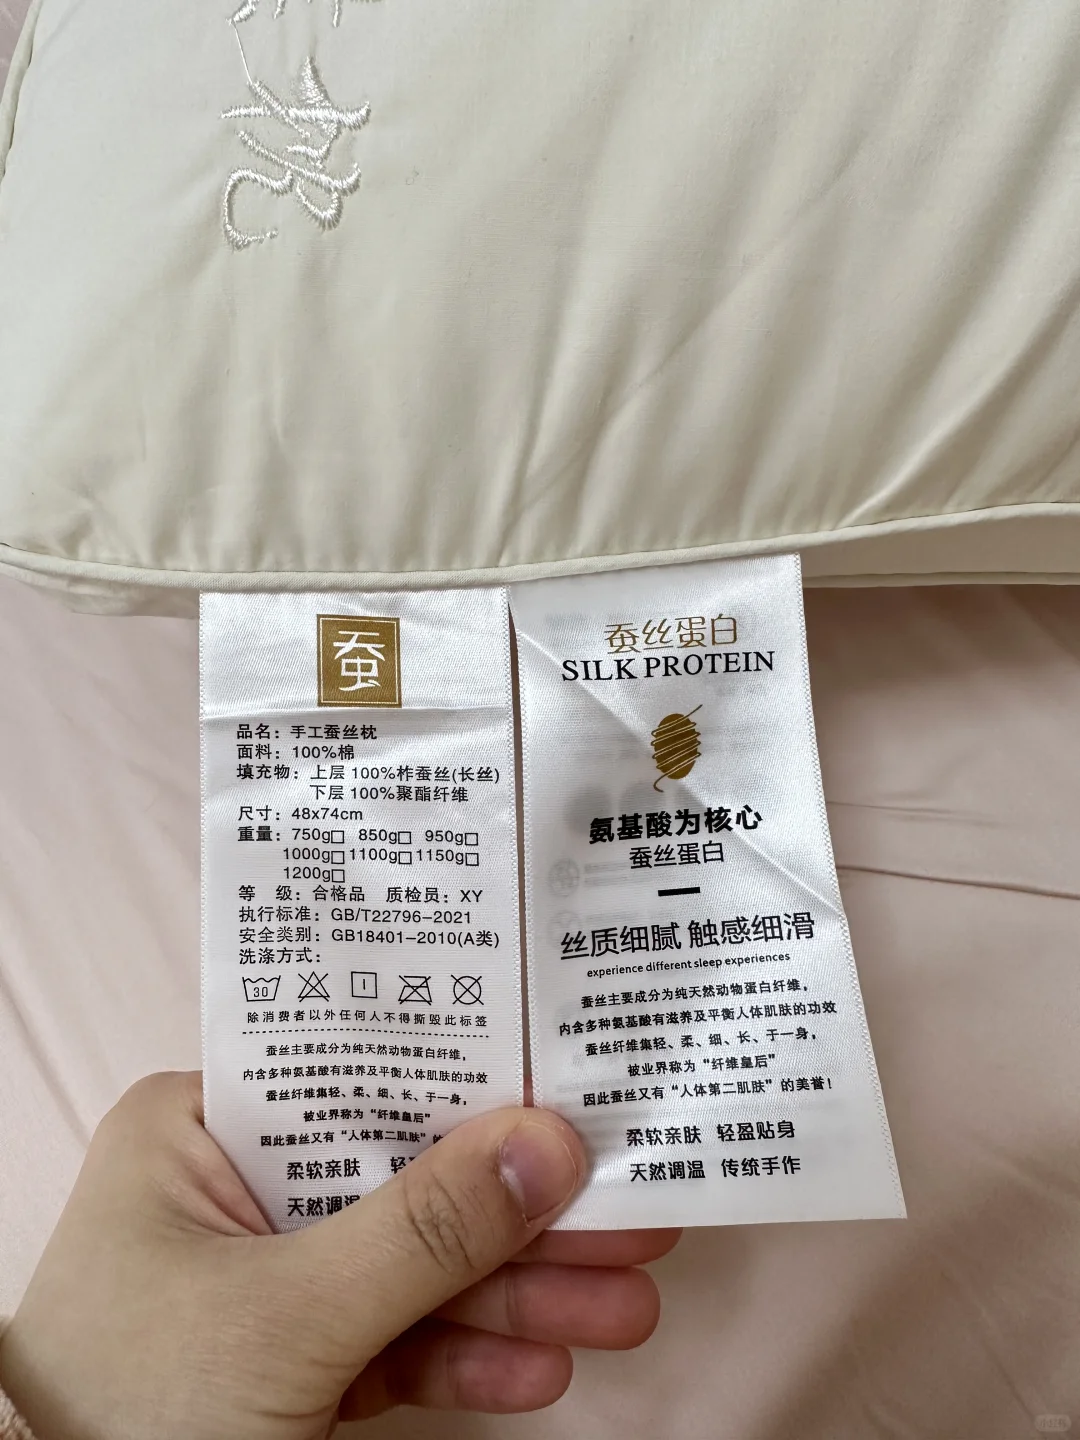 蚕
品名：手工蚕丝枕
面料：100%棉
填充物：上层 100%柞蚕丝(长丝)
下层 100%聚酯纤维
尺寸：48x74cm
重量：750g□ 850g□ 950g□
1000g□ 1100g□ 1150g□
1200g□
等 级：合格品 质检员：XY
执行标准：GB/T22796-2021
安全类别：GB18401-2010(A类)
洗涤方式：
30
除消费者以外任何人不得撕毁此标签
蚕丝主要成分为纯天然动物蛋白纤维，
内含多种氨基酸有滋养及平衡人体肌肤的功效
蚕丝纤维集轻、柔、细、长、于一身，
被业界称为“纤维皇后”
因此蚕丝又有“人体第二肌肤”
柔软亲肤 轻
天然调温
蚕丝蛋白
SILK PROTEIN
氨基酸为核心
蚕丝蛋白
丝质细腻 触感细滑
experience different sleep experiences
蚕丝主要成分为纯天然动物蛋白纤维，
内含多种氨基酸有滋养及平衡人体肌肤的功效
蚕丝纤维集轻、柔、细、长、于一身，
被业界称为“纤维皇后”
因此蚕丝又有“人体第二肌肤”的美誉！
柔软亲肤 轻盈贴身
天然调温 传统手作